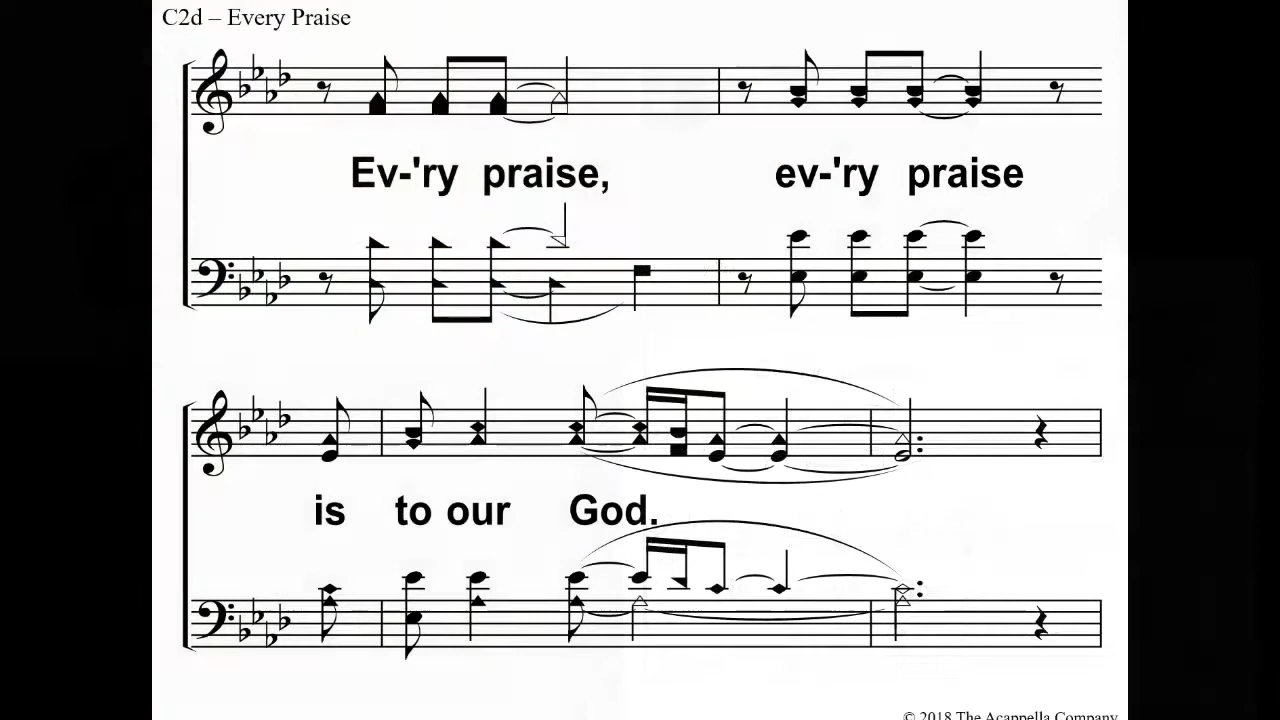 C2d – Every Praise
Ev-'ry praise, ev-'ry praise
is to our God.
© 2018 The Acappella Company